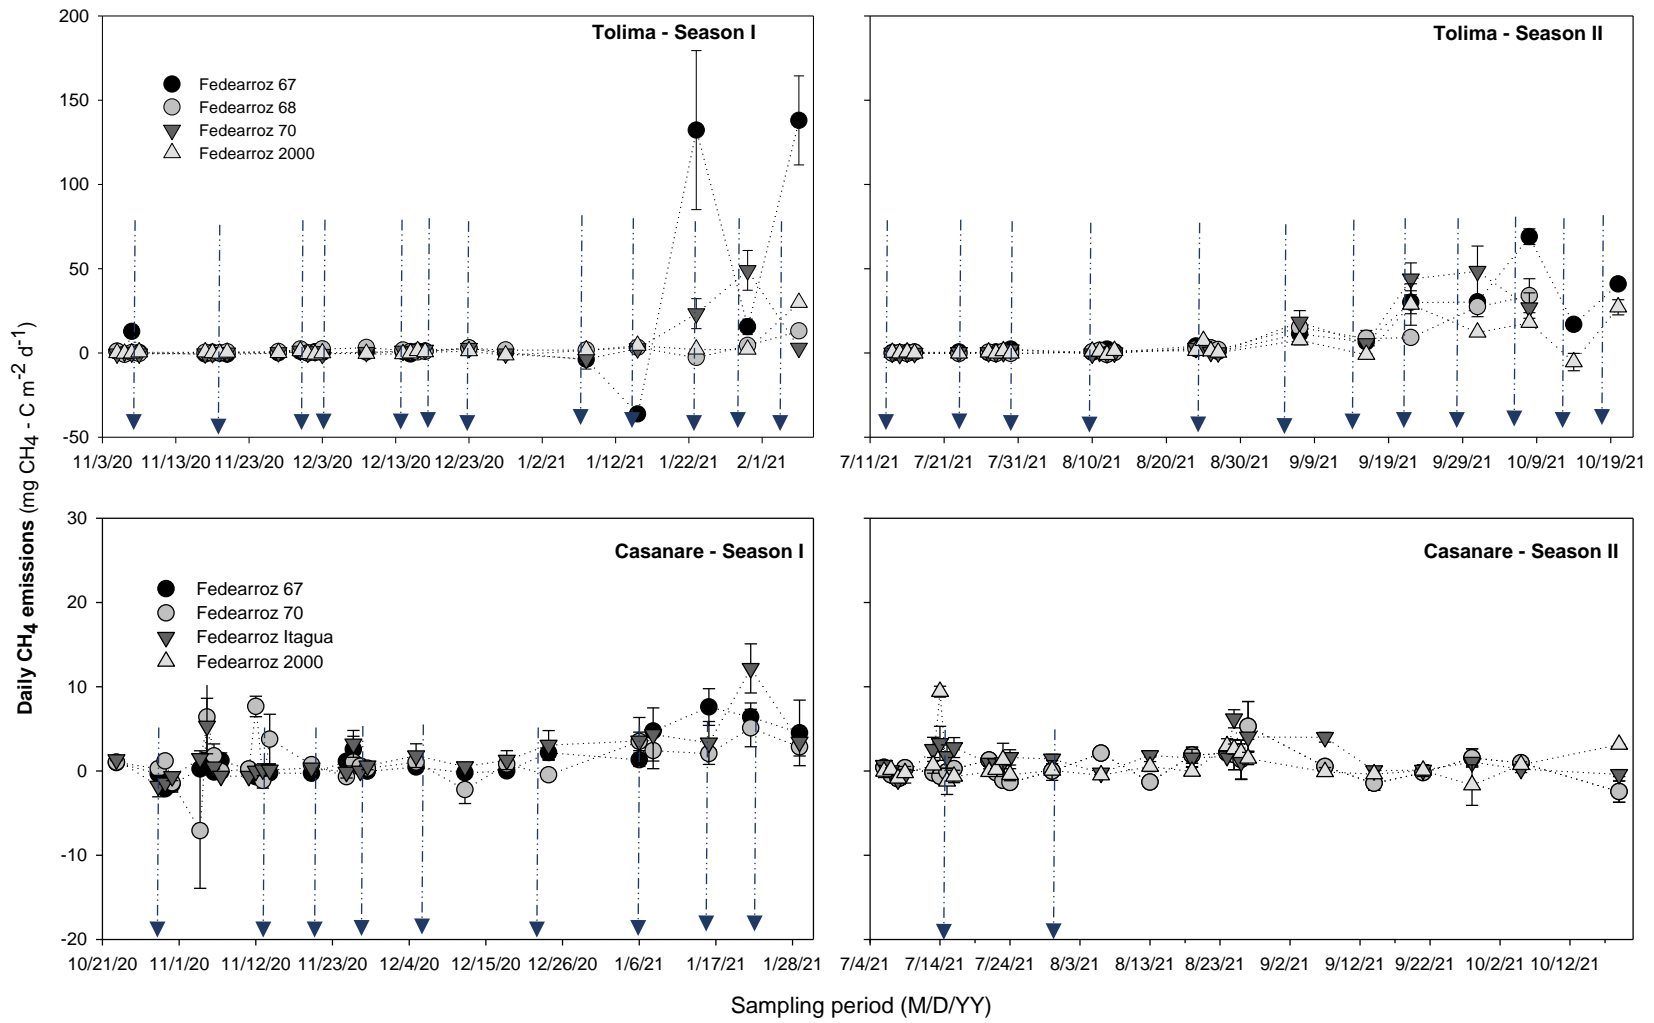 Daily CH4 emissions (mg CH4 - C m-2 d-1)
200
150
100
50
0
-50
Tolima - Season I
Fedearroz 67
Fedearroz 68
Fedearroz 70
Fedearroz 2000
11/3/20 11/13/20 11/23/20 12/3/20 12/13/20 12/23/20 1/2/21 1/12/21 1/22/21 2/1/21
Tolima - Season II
7/11/21 7/21/21 7/31/21 8/10/21 8/20/21 8/30/21 9/9/21 9/19/21 9/29/21 10/9/21 10/19/21
30
20
10
0
-10
-20
Casanare - Season I
Fedearroz 67
Fedearroz 70
Fedearroz Itagua
Fedearroz 2000
10/21/20 11/1/20 11/12/20 11/23/20 12/4/20 12/15/20 12/26/20 1/6/21 1/17/21 1/28/21
Casanare - Season II
7/4/21 7/14/21 7/24/21 8/3/21 8/13/21 8/23/21 9/2/21 9/12/21 9/22/21 10/2/21 10/12/21
Sampling period (M/D/YY)